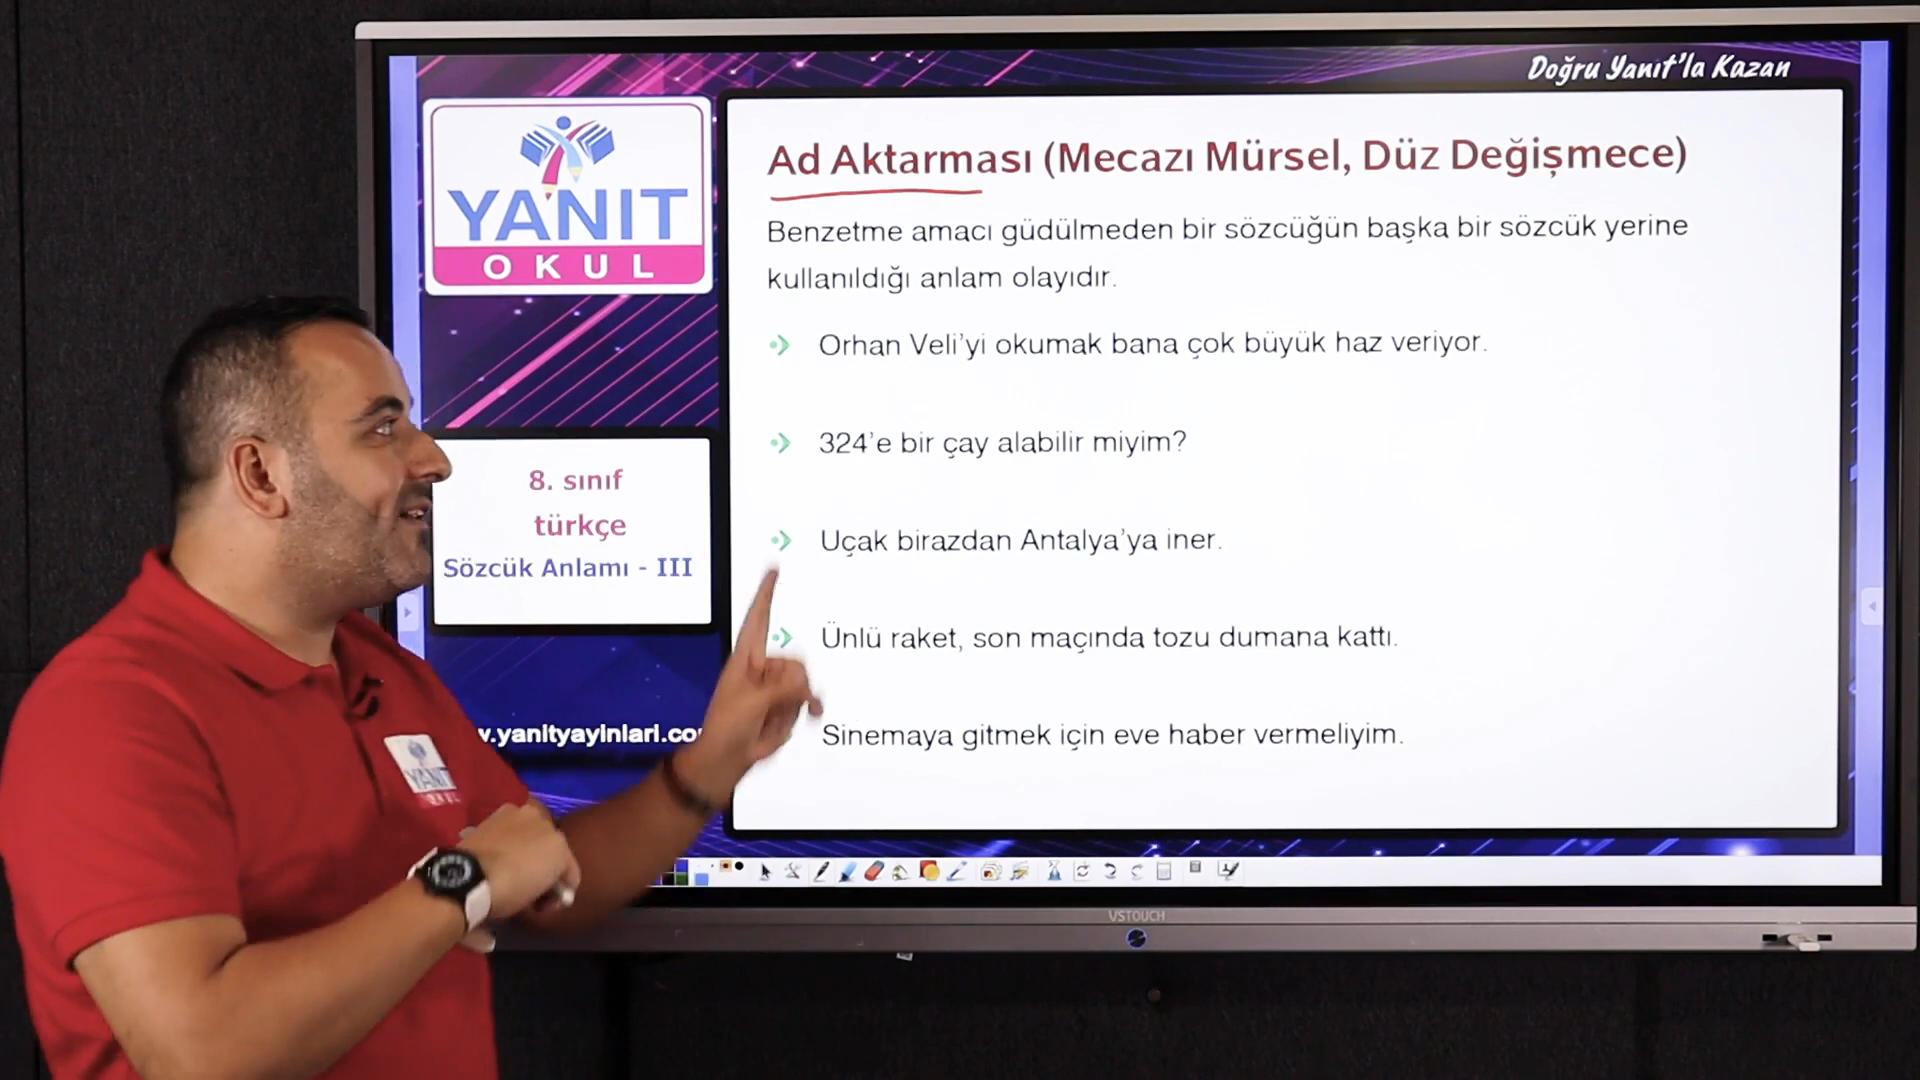 Doğru Yanıt'la Kazan
YANIT
OKUL
Ad Aktarması (Mecazı Mürsel, Düz Değişmece)
Benzetme amacı güdülmeden bir sözcüğün başka bir sözcük yerine
kullanıldığı anlam olayıdır.
Orhan Veli'yi okumak bana çok büyük haz veriyor.
324'e bir çay alabilir miyim?
Uçak birazdan Antalya'ya iner.
Ünlü raket, son maçında tozu dumana kattı.
Sinemaya gitmek için eve haber vermeliyim.
8. sınıf
türkçe
Sözcük Anlamı - III
w.yanityayinlari.co
YANIT
OKUL
VSTOUCH